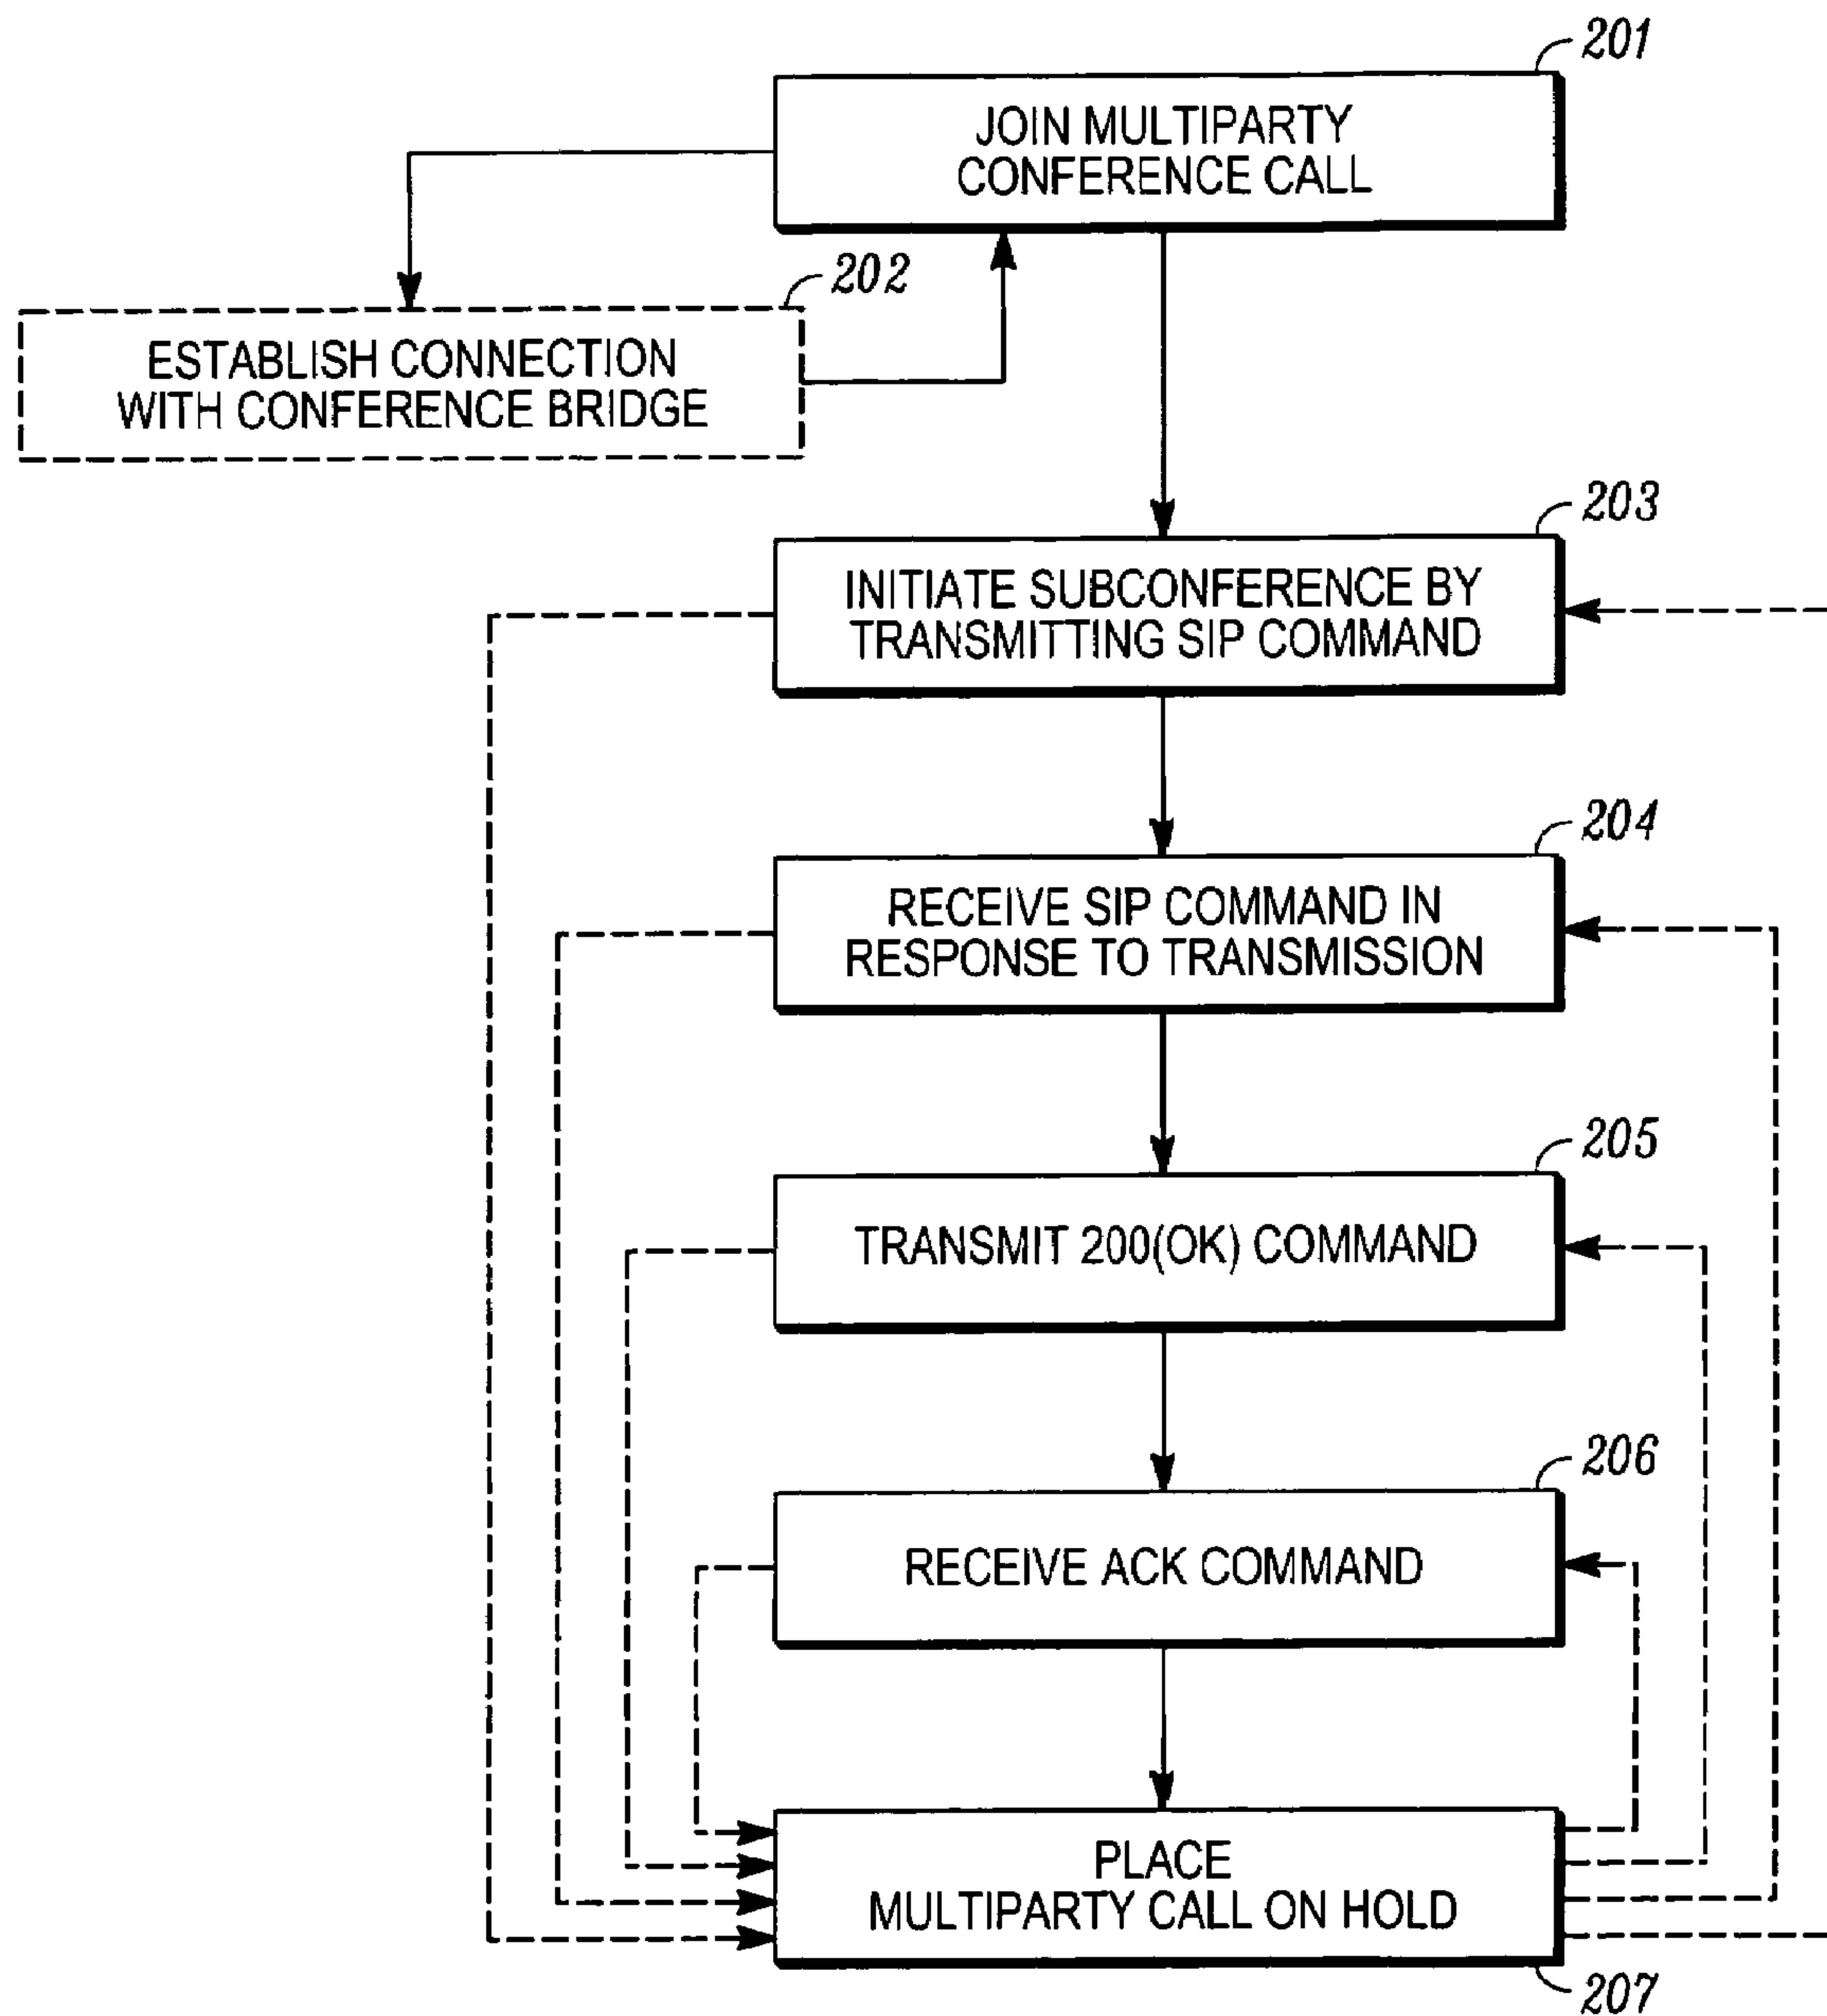 201
JOIN MULTIPARTY
CONFERENCE CALL
202
ESTABLISH CONNECTION
WITH CONFERENCE BRIDGE
203
INITIATE SUBCONFERENCE BY
TRANSMITTING SIP COMMAND
204
RECEIVE SIP COMMAND IN
RESPONSE TO TRANSMISSION
205
TRANSMIT 200(OK) COMMAND
206
RECEIVE ACK COMMAND
PLACE
MULTIPARTY CALL ON HOLD
207